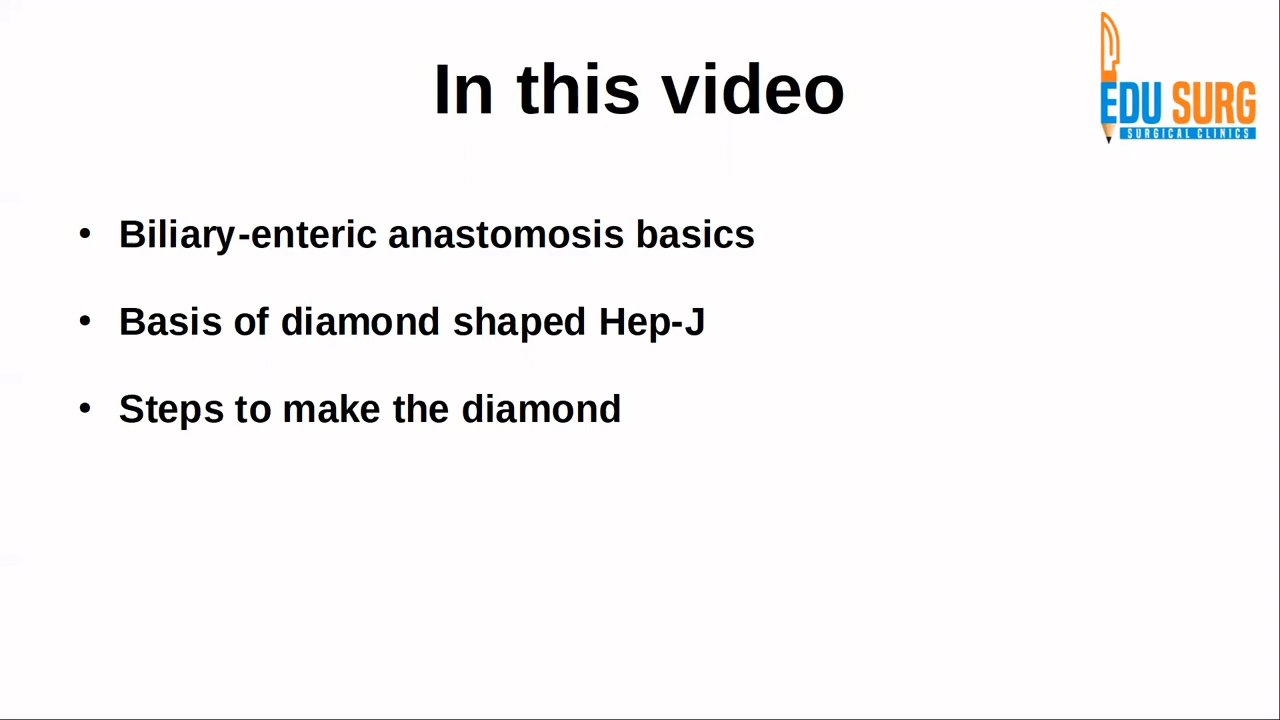 In this video
EDU SURG
SURGICAL CLINICS
• Biliary-enteric anastomosis basics
• Basis of diamond shaped Hep-J
• Steps to make the diamond